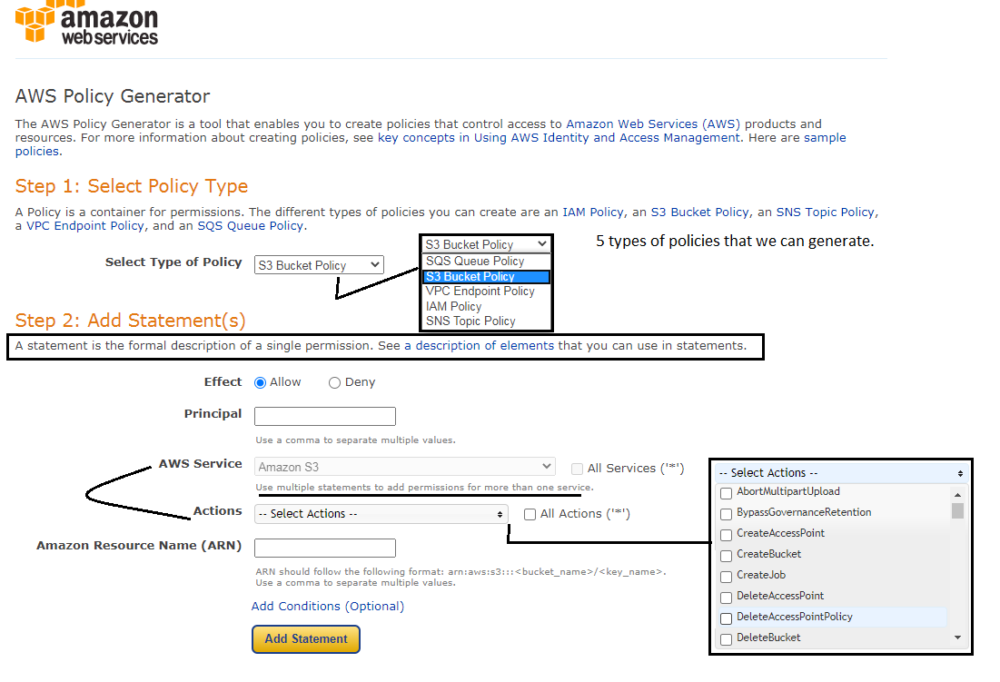 amazon
web services
AWS Policy Generator
The AWS Policy Generator is a tool that enables you to create policies that control access to Amazon Web Services (AWS) products and
resources. For more information about creating policies, see key concepts in Using AWS Identity and Access Management. Here are sample
policies.
Step 1: Select Policy Type
A Policy is a container for permissions. The different types of policies you can create are an IAM Policy, an S3 Bucket Policy, an SNS Topic Policy,
a VPC Endpoint Policy, and an SQS Queue Policy.
5 types of policies that we can generate.
Select Type of Policy
S3 Bucket Policy
S3 Bucket Policy
SQS Queue Policy
S3 Bucket Policy
VPC Endpoint Policy
IAM Policy
SNS Topic Policy
Step 2: Add Statement(s)
A statement is the formal description of a single permission. See a description of elements that you can use in statements.
Effect
Allow
Deny
Principal
Use a comma to separate multiple values.
AWS Service
Amazon S3
All Services ('*')
Use multiple statements to add permissions for more than one service.
Actions
-- Select Actions --
All Actions ('*')
Amazon Resource Name (ARN)
ARN should follow the following format: arn:aws:s3:::<bucket_name>/<key_name>.
Use a comma to separate multiple values.
Add Conditions (Optional)
Add Statement
-- Select Actions --
AbortMultipartUpload
BypassGovernanceRetention
CreateAccessPoint
CreateBucket
CreateJob
DeleteAccessPoint
DeleteAccessPointPolicy
DeleteBucket